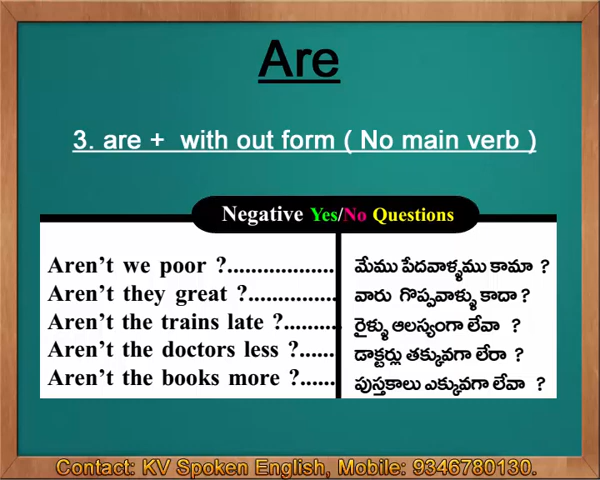 Are
3. are + with out form ( No main verb )
Negative Yes/No Questions
Aren't we poor ?.................. మేము పేదవాళ్ళము కామా ?
Aren't they great ?............... వారు గొప్పవాళ్ళు కాదా ?
Aren't the trains late ?.......... రైళ్ళు ఆలస్యంగా లేవా ?
Aren't the doctors less ?...... డాక్టర్లు తక్కువగా లేరా ?
Aren't the books more ?...... పుస్తకాలు ఎక్కువగా లేవా ?
Contact: KV Spoken English, Mobile: 9346780130.